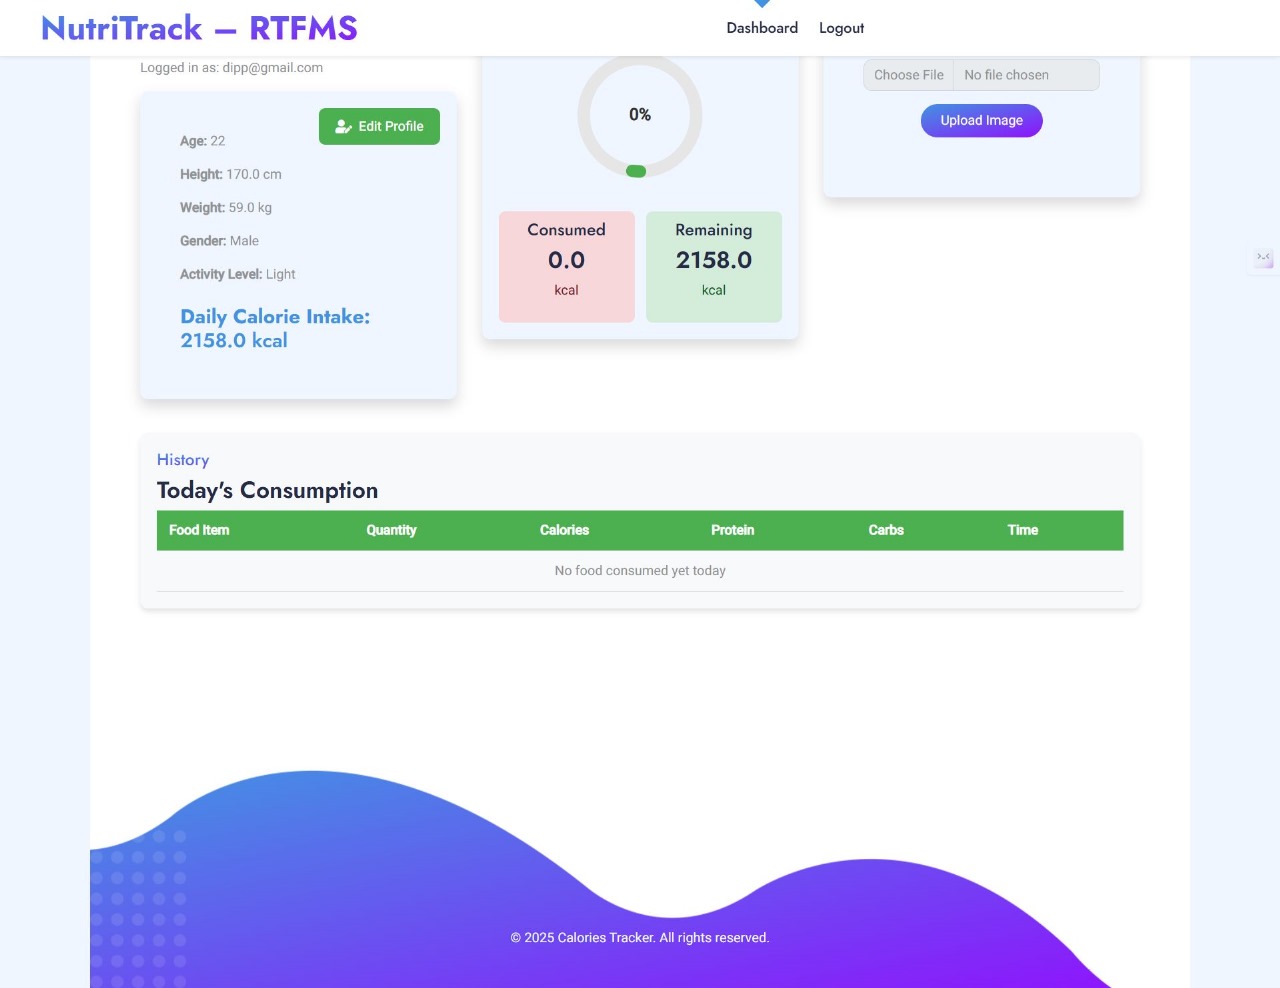 NutriTrack – RTFMS
Dashboard
Logout
Logged in as: dipp@gmail.com
Edit Profile
Age: 22
Height: 170.0 cm
Weight: 59.0 kg
Gender: Male
Activity Level: Light
Daily Calorie Intake:
2158.0 kcal
0%
Consumed
0.0
kcal
Remaining
2158.0
kcal
Choose File No file chosen
Upload Image
History
Today's Consumption
Food Item Quantity Calories Protein Carbs Time
No food consumed yet today
© 2025 Calories Tracker. All rights reserved.